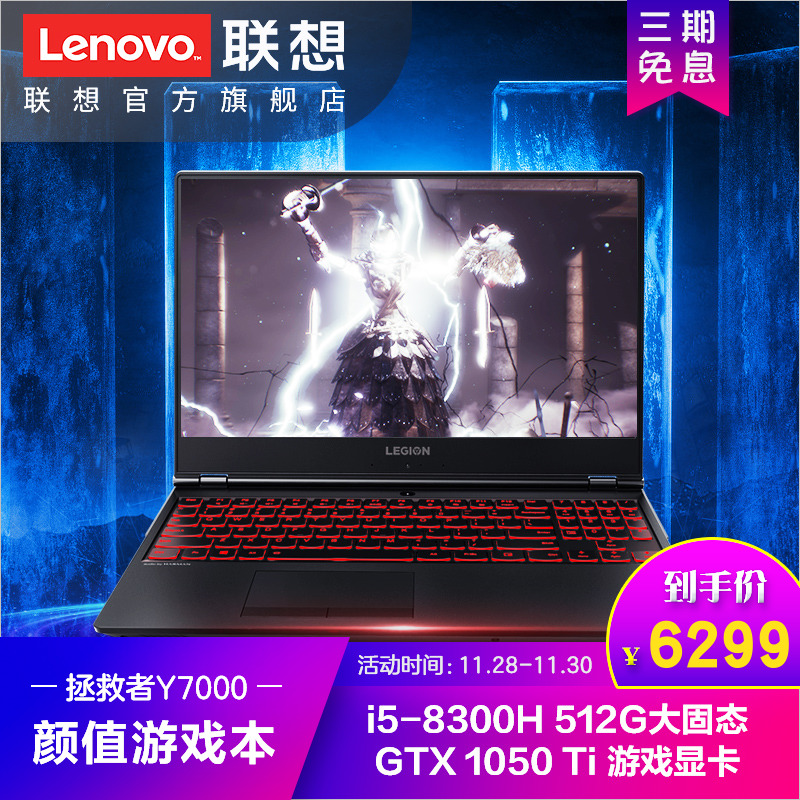 Lenovo™ 联想
联想官方旗舰店
三期
免息
LEGION
到手价
¥6299
活动时间：11.28-11.30
拯救者Y7000
颜值游戏本
i5-8300H 512G大固态
GTX 1050 Ti 游戏显卡